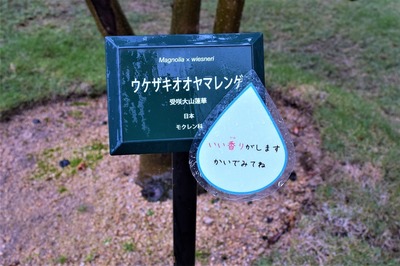 Magnolia × wiesneri
ウケザキオオヤマレンゲ
受咲大山蓮華
日本
モクレン科
いい香りがします
かいでみてね